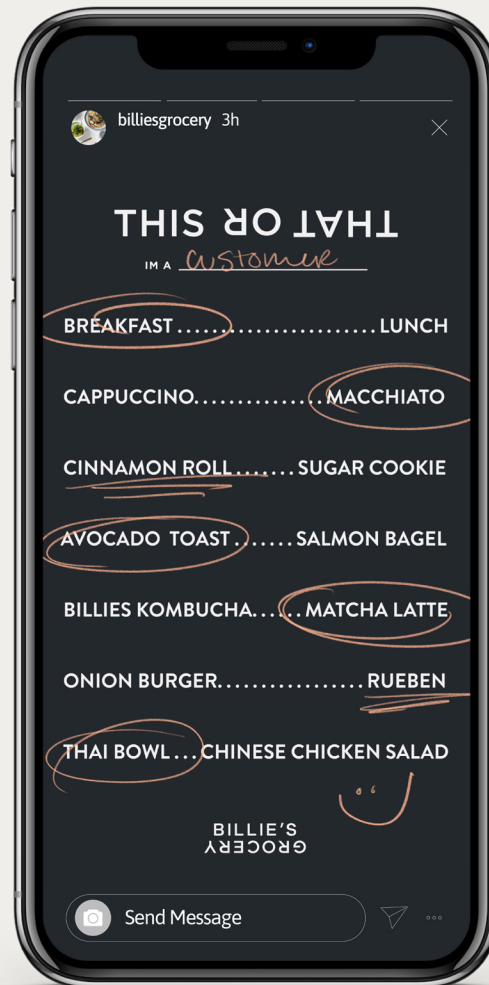 billiesgrocery 3h
THIS OR THAT
IM A customer
BREAKFAST......................LUNCH
CAPPUCCINO..............MACCHIATO
CINNAMON ROLL.......SUGAR COOKIE
AVOCADO TOAST.......SALMON BAGEL
BILLIES KOMBUCHA......MATCHA LATTE
ONION BURGER................RUEBEN
THAI BOWL...CHINESE CHICKEN SALAD
BILLIE'S
GROCERY
Send Message